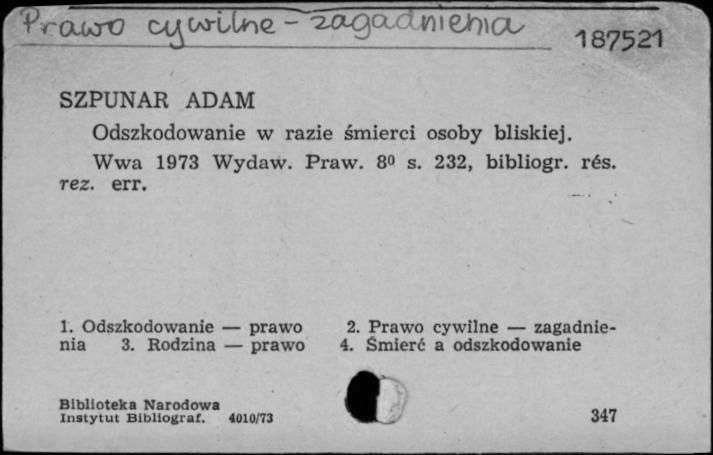 Prawo cywilne - zagadnienia
187521
SZPUNAR ADAM
Odszkodowanie w razie śmierci osoby bliskiej.
Wwa 1973 Wydaw. Praw. 8⁰ s. 232, bibliogr. rés.
rez. err.
1. Odszkodowanie — prawo 2. Prawo cywilne — zagadnie-
nia 3. Rodzina — prawo 4. Śmierć a odszkodowanie
Biblioteka Narodowa
Instytut Bibliograf. 4010/73
347